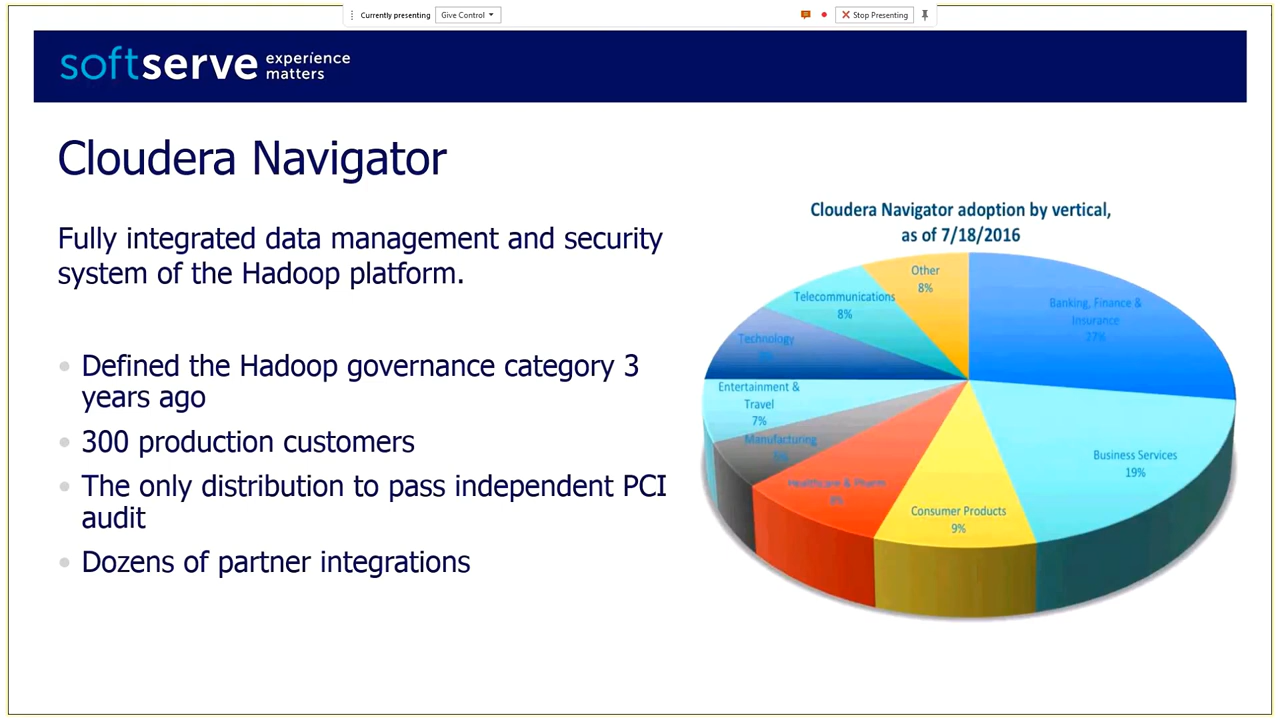 Currently presenting Give Control Stop Presenting
softserve experience
matters
Cloudera Navigator
Fully integrated data management and security
system of the Hadoop platform.
Defined the Hadoop governance category 3
years ago
300 production customers
The only distribution to pass independent PCI
audit
Dozens of partner integrations
Cloudera Navigator adoption by vertical,
as of 7/18/2016
Other
8%
Telecommunications
8%
Banking, Finance &
Insurance
27%
Technology
Entertainment &
Travel
7%
Manufacturing
Business Services
19%
Healthcare & Pharm
Consumer Products
9%